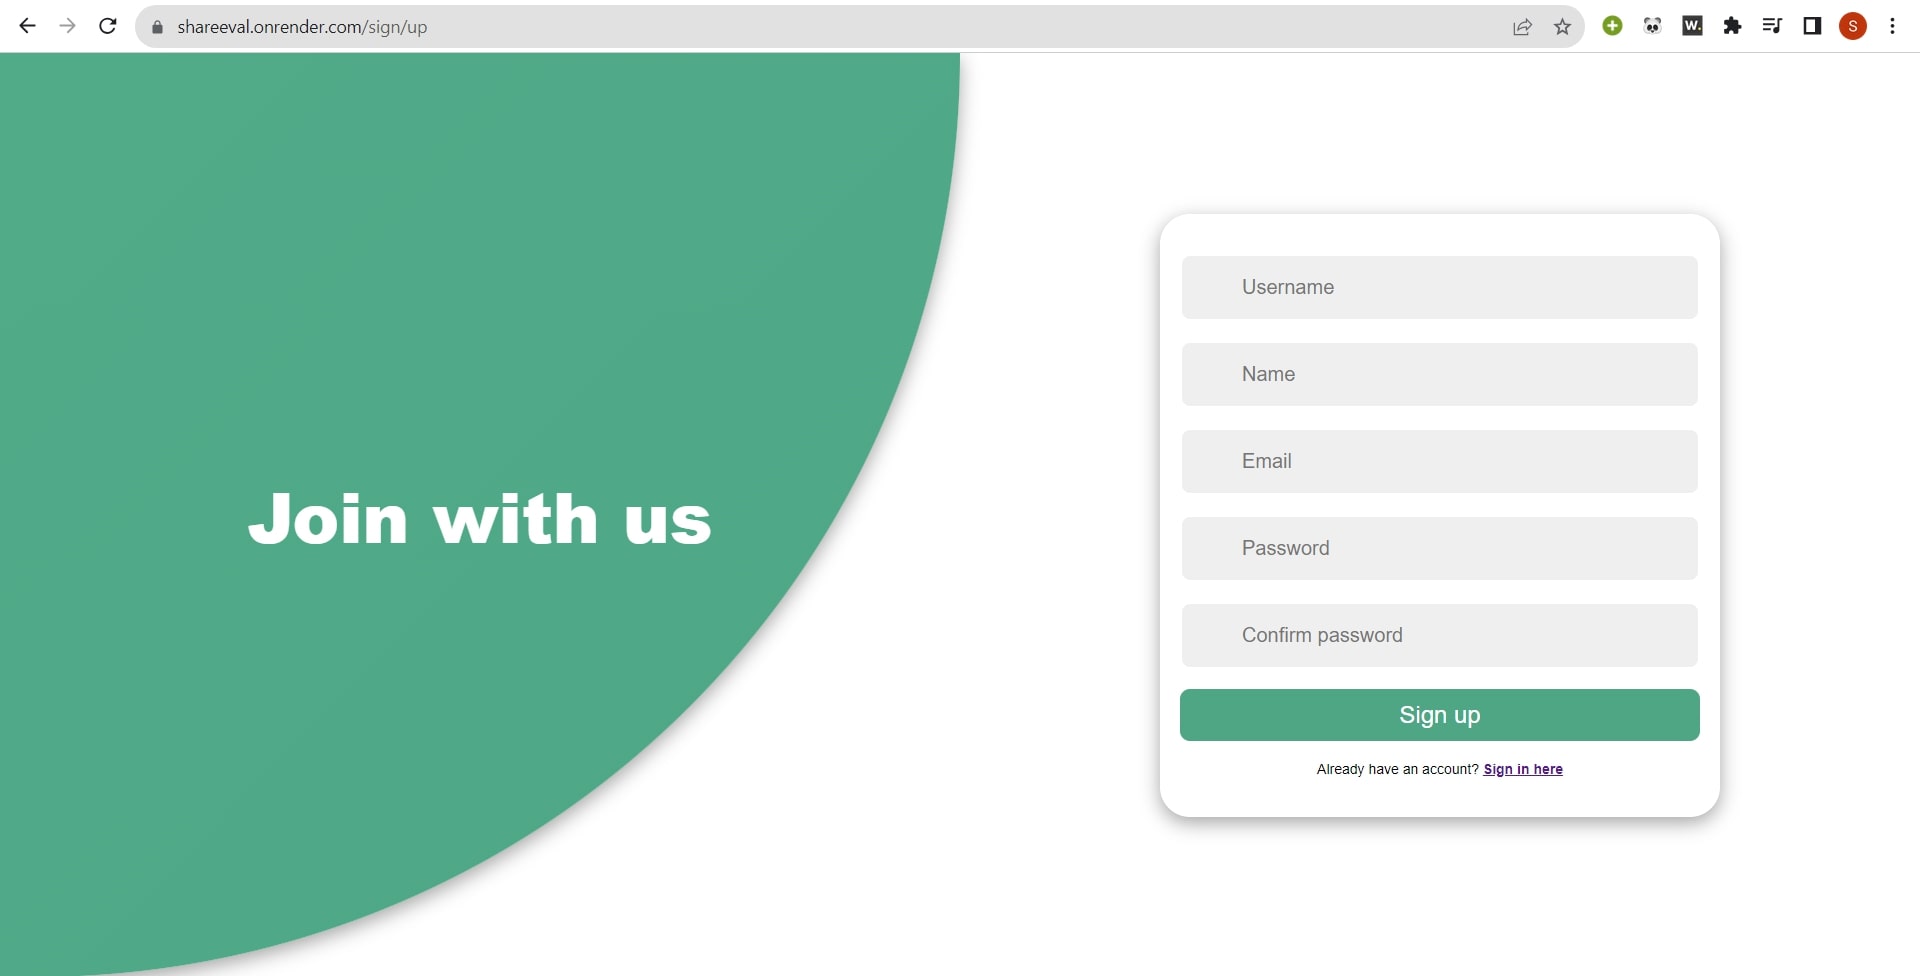 shareeval.onrender.com/sign/up
W.
S
Join with us
Username
Name
Email
Password
Confirm password
Sign up
Already have an account? Sign in here